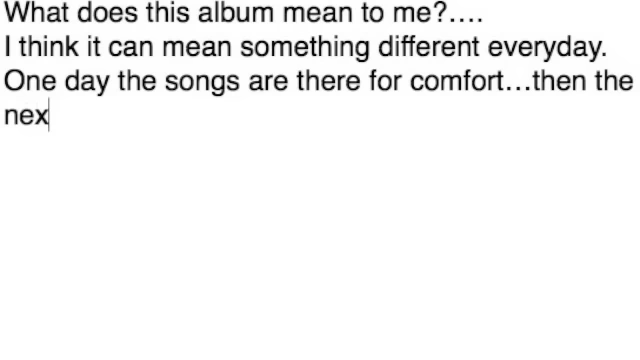 What does this album mean to me?....
I think it can mean something different everyday.
One day the songs are there for comfort...then the
nex